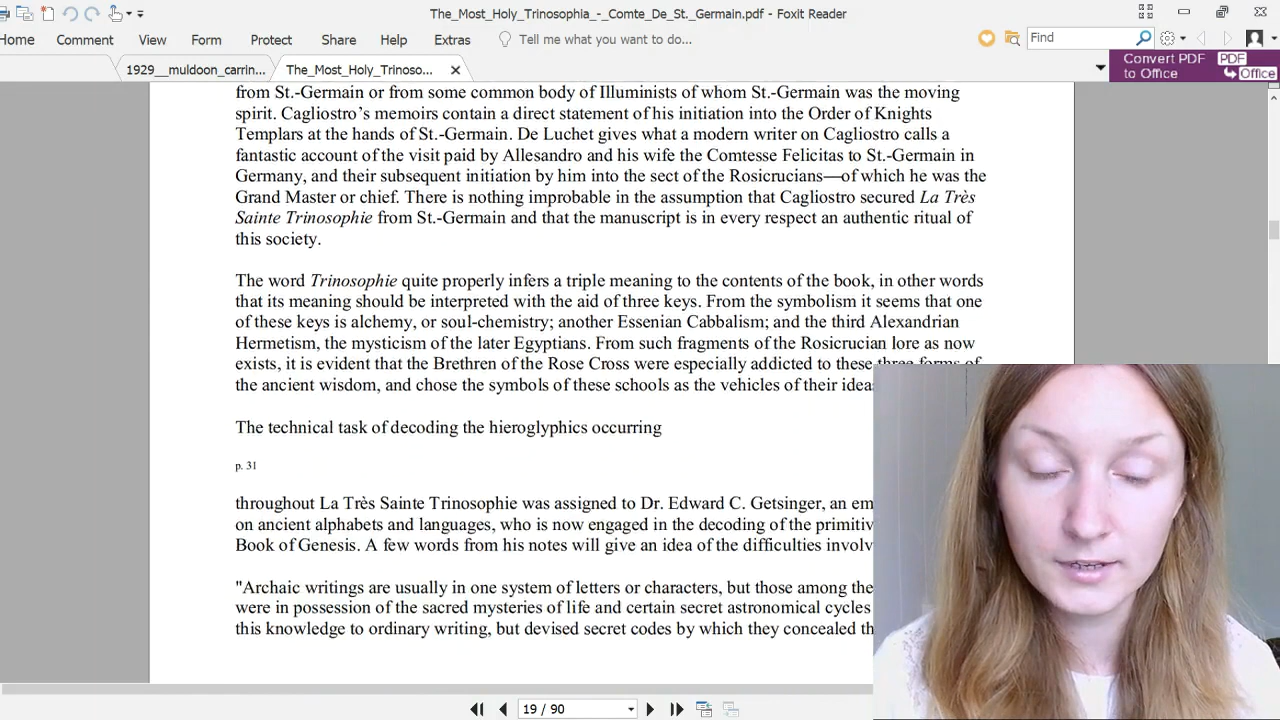 The_Most_Holy_Trinosophia_-_Comte_De_St._Germain.pdf - Foxit Reader
Home Comment View Form Protect Share Help Extras Tell me what you want to do... Find
1929__muldoon_carrin... The_Most_Holy_Trinoso... Convert PDF to Office PDF Office
from St.-Germain or from some common body of Illuminists of whom St.-Germain was the moving
spirit. Cagliostro’s memoirs contain a direct statement of his initiation into the Order of Knights
Templars at the hands of St.-Germain. De Luchet gives what a modern writer on Cagliostro calls a
fantastic account of the visit paid by Allesandro and his wife the Comtesse Felicitas to St.-Germain in
Germany, and their subsequent initiation by him into the sect of the Rosicrucians—of which he was the
Grand Master or chief. There is nothing improbable in the assumption that Cagliostro secured La Très
Sainte Trinosophie from St.-Germain and that the manuscript is in every respect an authentic ritual of
this society.
The word Trinosophie quite properly infers a triple meaning to the contents of the book, in other words
that its meaning should be interpreted with the aid of three keys. From the symbolism it seems that one
of these keys is alchemy, or soul-chemistry; another Essenian Cabbalism; and the third Alexandrian
Hermetism, the mysticism of the later Egyptians. From such fragments of the Rosicrucian lore as now
exists, it is evident that the Brethren of the Rose Cross were especially addicted to these three forms of
the ancient wisdom, and chose the symbols of these schools as the vehicles of their idea
The technical task of decoding the hieroglyphics occurring
p. 31
throughout La Très Sainte Trinosophie was assigned to Dr. Edward C. Getsinger, an em
on ancient alphabets and languages, who is now engaged in the decoding of the primitiv
Book of Genesis. A few words from his notes will give an idea of the difficulties involv
"Archaic writings are usually in one system of letters or characters, but those among the
were in possession of the sacred mysteries of life and certain secret astronomical cycles
this knowledge to ordinary writing, but devised secret codes by which they concealed th
19 / 90